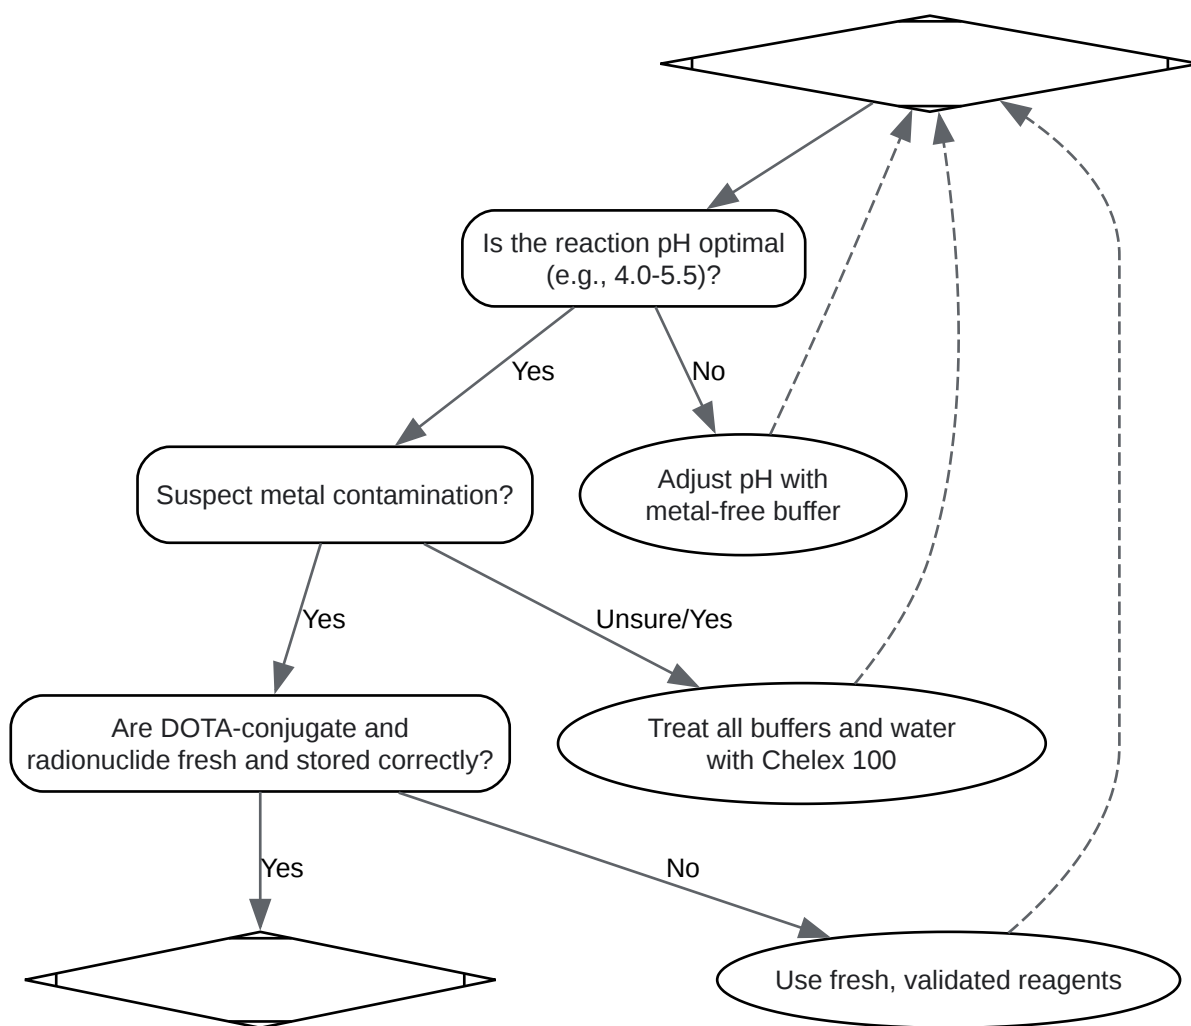 Is the reaction pH optimal
(e.g., 4.0-5.5)?
Yes
No
Suspect metal contamination?
Adjust pH with
metal-free buffer
Yes
Unsure/Yes
Are DOTA-conjugate and
radionuclide fresh and stored correctly?
Treat all buffers and water
with Chelex 100
Yes
No
Use fresh, validated reagents